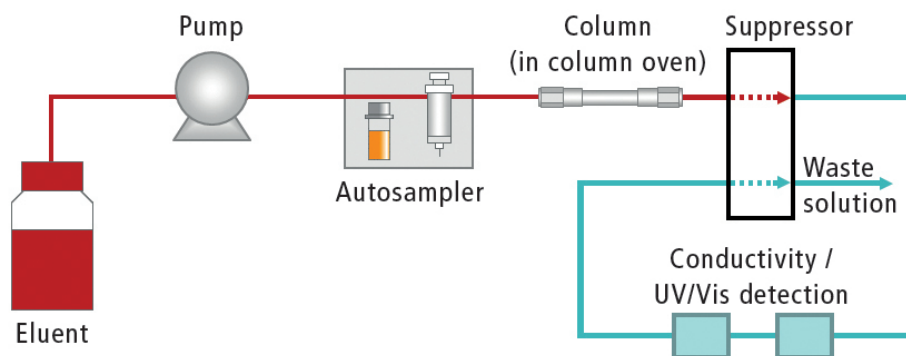 Pump
Column
(in column oven)
Suppressor
Autosampler
Waste
solution
Conductivity /
UV/Vis detection
Eluent